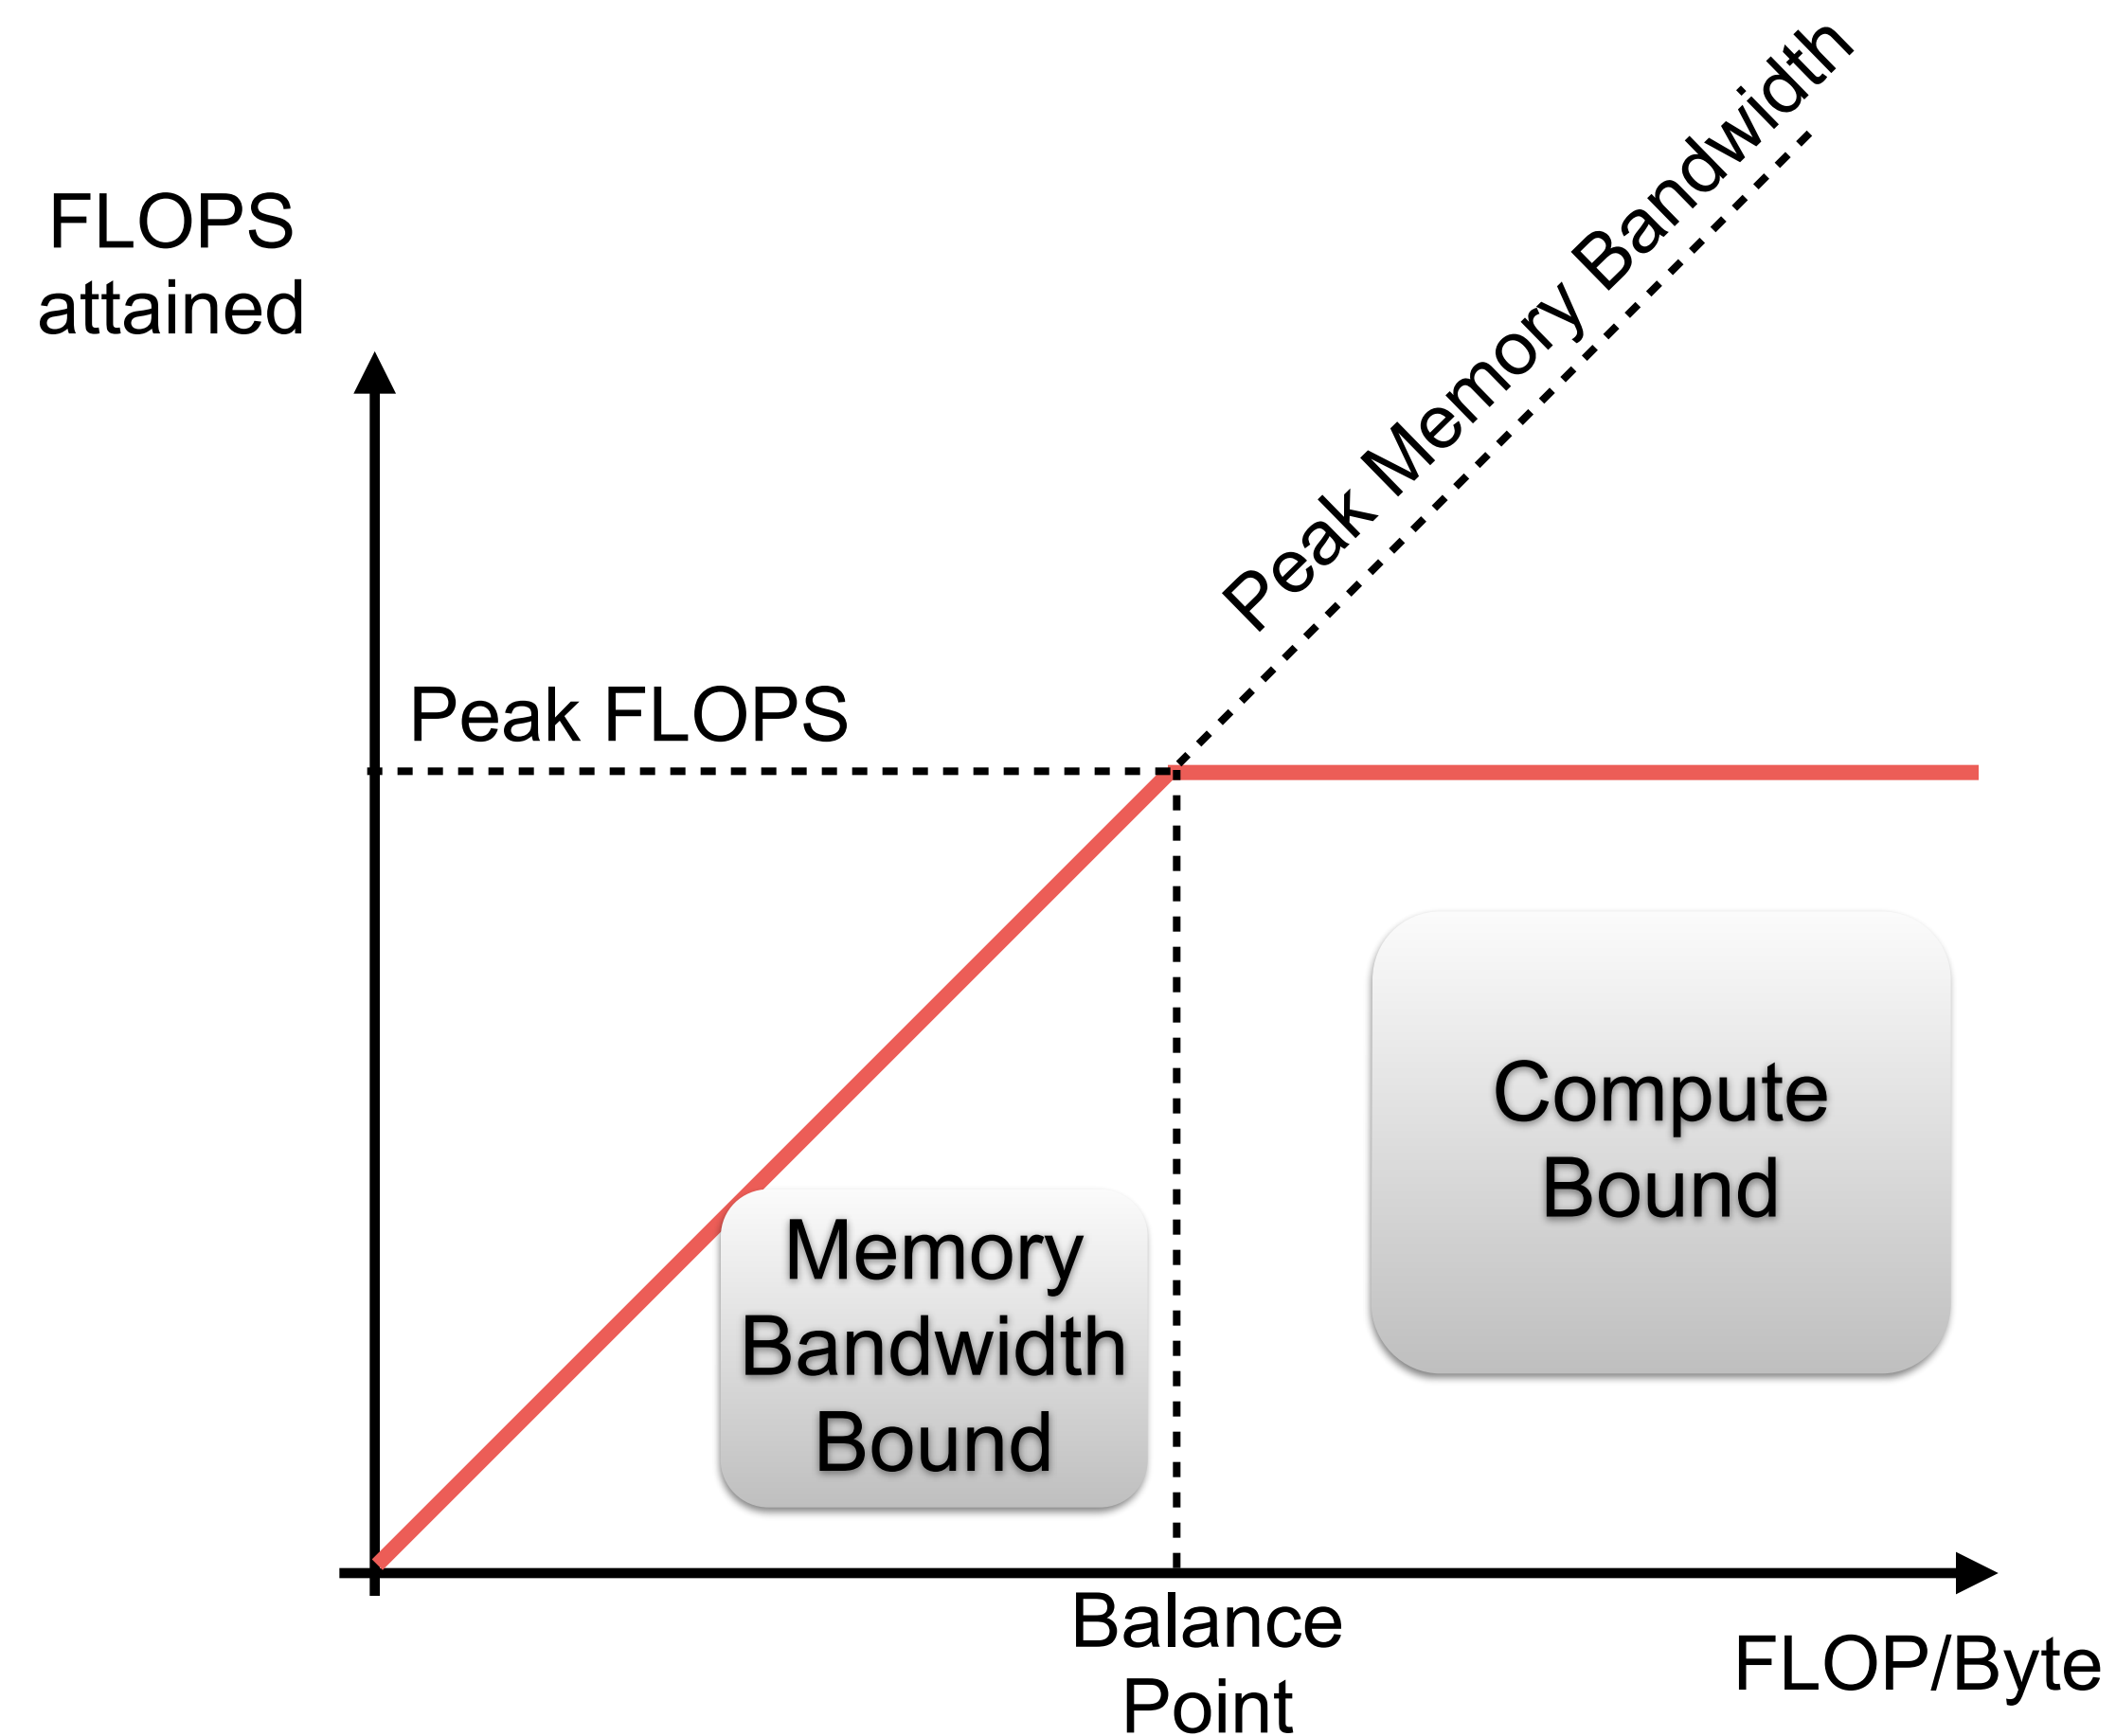 Peak Memory Bandwidth
FLOPS
attained
Peak FLOPS
Compute
Bound
Memory
Bandwidth
Bound
Balance
Point
FLOP/Byte